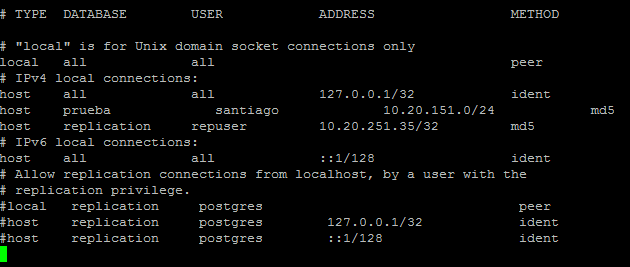 # TYPE  DATABASE        USER            ADDRESS                 METHOD
# "local" is for Unix domain socket connections only
local   all             all                                     peer
# IPv4 local connections:
host    all             all             127.0.0.1/32            ident
host    prueba             santiago             10.20.151.0/24            md5
host    replication     repuser         10.20.251.35/32         md5
# IPv6 local connections:
host    all             all             ::1/128                 ident
# Allow replication connections from localhost, by a user with the
# replication privilege.
#local   replication     postgres                                peer
#host    replication     postgres        127.0.0.1/32            ident
#host    replication     postgres        ::1/128                 ident